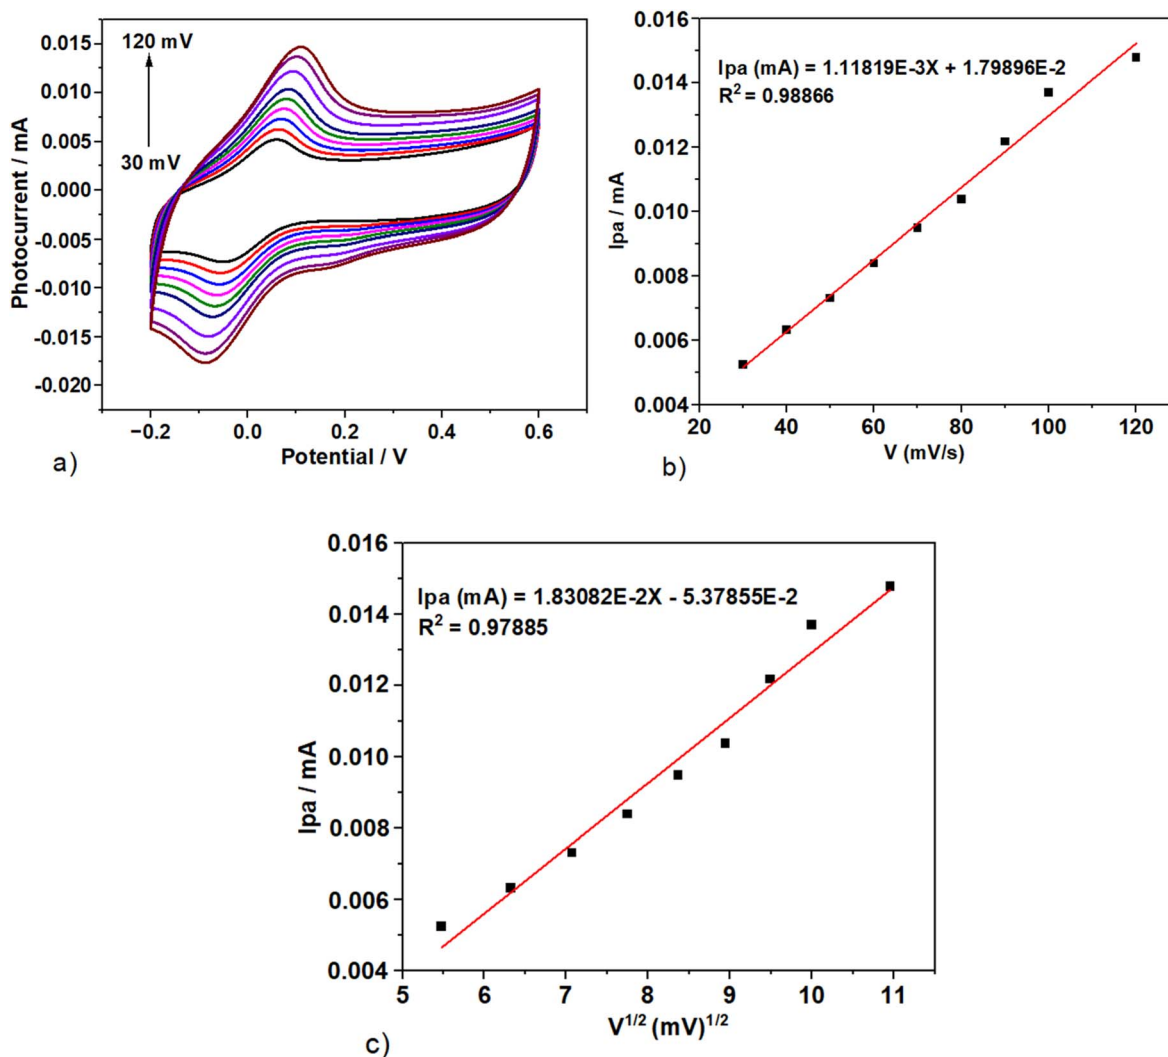 120 mV
30 mV
0.015
0.010
0.005
0.000
-0.005
-0.010
-0.015
-0.020
Photocurrent / mA
−0.2
0.0
0.2
0.4
0.6
Potential / V
a)
Ipa (mA) = 1.11819E-3X + 1.79896E-2
R² = 0.98866
0.016
0.014
0.012
0.010
0.008
0.006
0.004
Ipa / mA
20
40
60
80
100
120
V (mV/s)
b)
Ipa (mA) = 1.83082E-2X - 5.37855E-2
R² = 0.97885
0.016
0.014
0.012
0.010
0.008
0.006
0.004
Ipa / mA
5
6
7
8
9
10
11
V^1/2 (mV)^1/2
c)